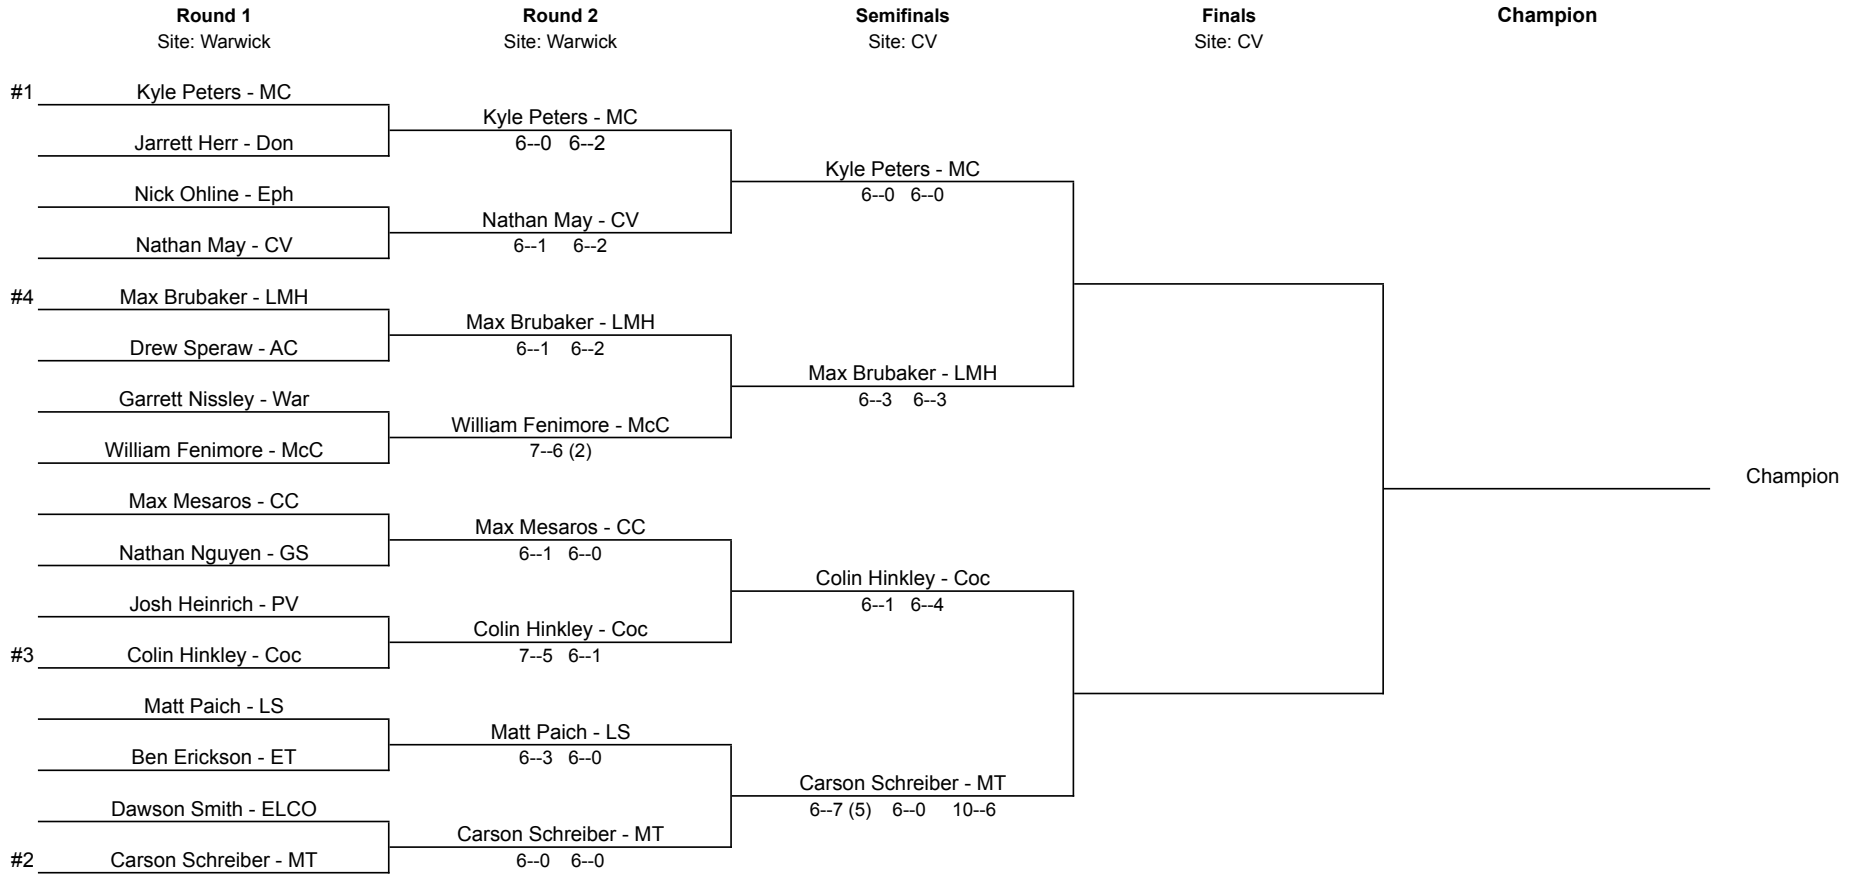 Round 1
Site: Warwick
Round 2
Site: Warwick
Semifinals
Site: CV
Finals
Site: CV
Champion
#1
Kyle Peters - MC
Jarrett Herr - Don
Nick Ohline - Eph
Nathan May - CV
#4
Max Brubaker - LMH
Drew Speraw - AC
Garrett Nissley - War
William Fenimore - McC
Max Mesaros - CC
Nathan Nguyen - GS
Josh Heinrich - PV
#3
Colin Hinkley - Coc
Matt Paich - LS
Ben Erickson - ET
Dawson Smith - ELCO
#2
Carson Schreiber - MT
Kyle Peters - MC
6--0 6--2
Nathan May - CV
6--1 6--2
Max Brubaker - LMH
6--1 6--2
William Fenimore - McC
7--6 (2)
Max Mesaros - CC
6--1 6--0
Colin Hinkley - Coc
7--5 6--1
Matt Paich - LS
6--3 6--0
Carson Schreiber - MT
6--0 6--0
Kyle Peters - MC
6--0 6--0
Max Brubaker - LMH
6--3 6--3
Colin Hinkley - Coc
6--1 6--4
Carson Schreiber - MT
6--7 (5) 6--0 10--6
Champion